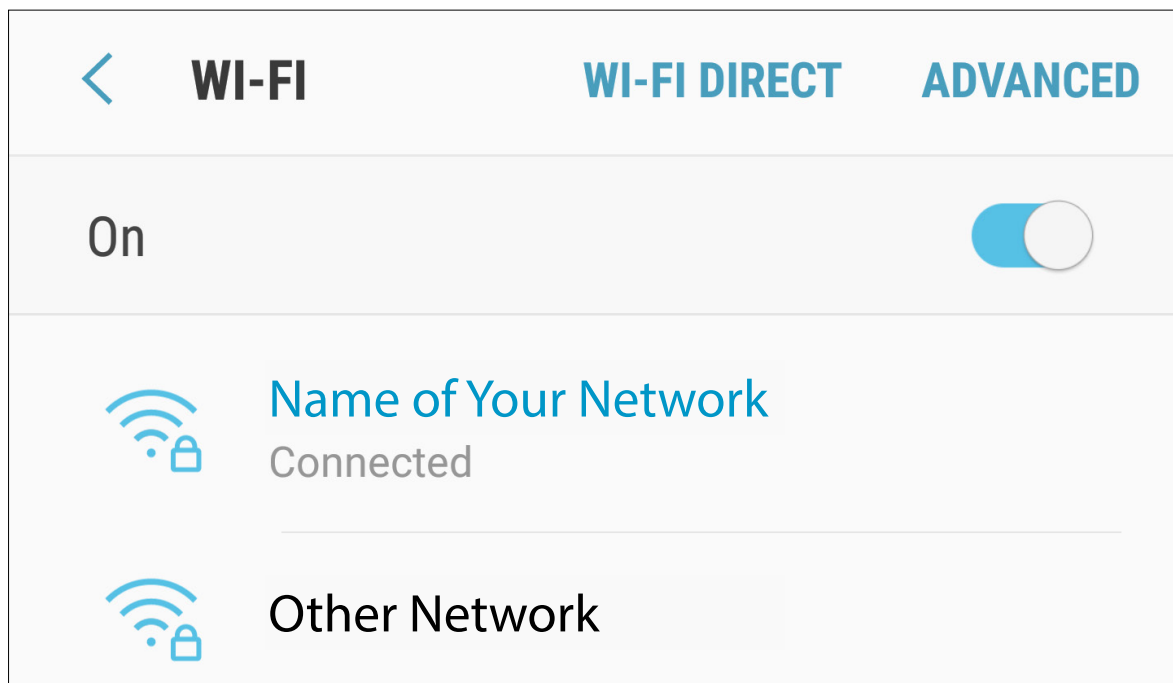 WI-FI WI-FI DIRECT ADVANCED
On
Name of Your Network
Connected
Other Network